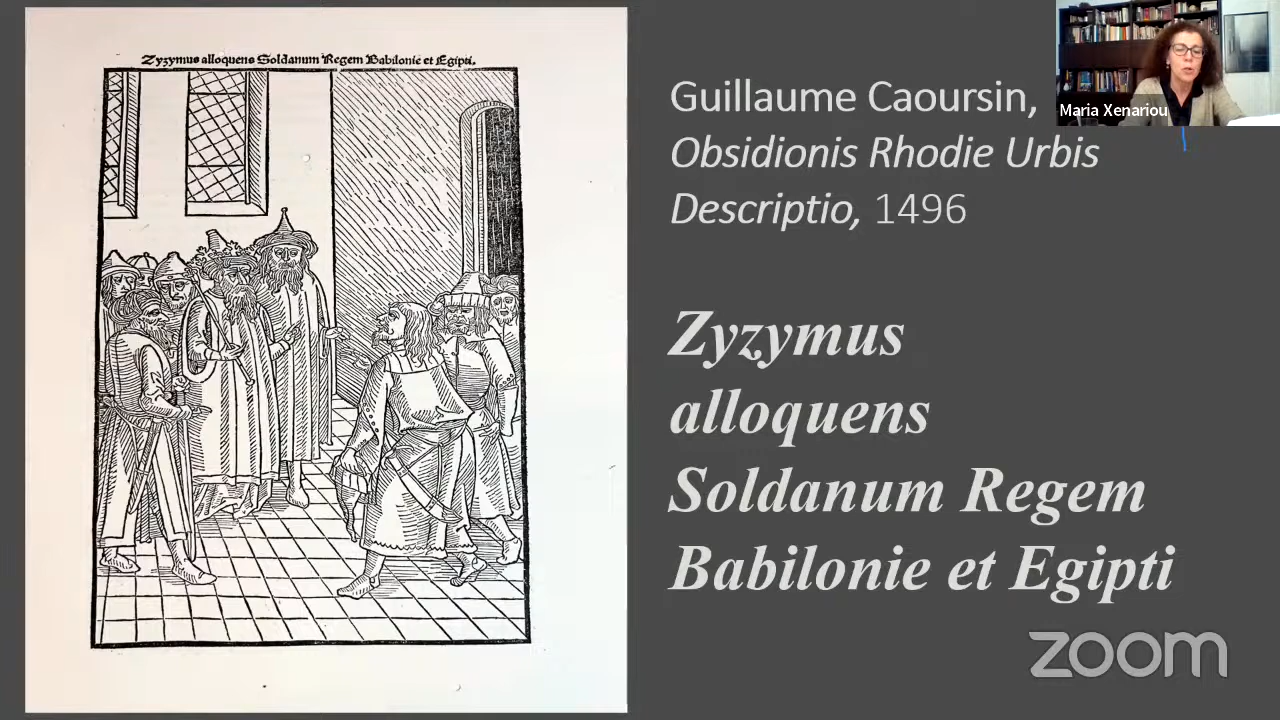 Zyzymus alloquens Soldanum Regem Babilonie et Egipti.
Guillaume Caoursin,
Obsidionis Rhodie Urbis
Descriptio, 1496
Maria Xenariou
Zyzymus
alloquens
Soldanum Regem
Babilonie et Egipti
zoom